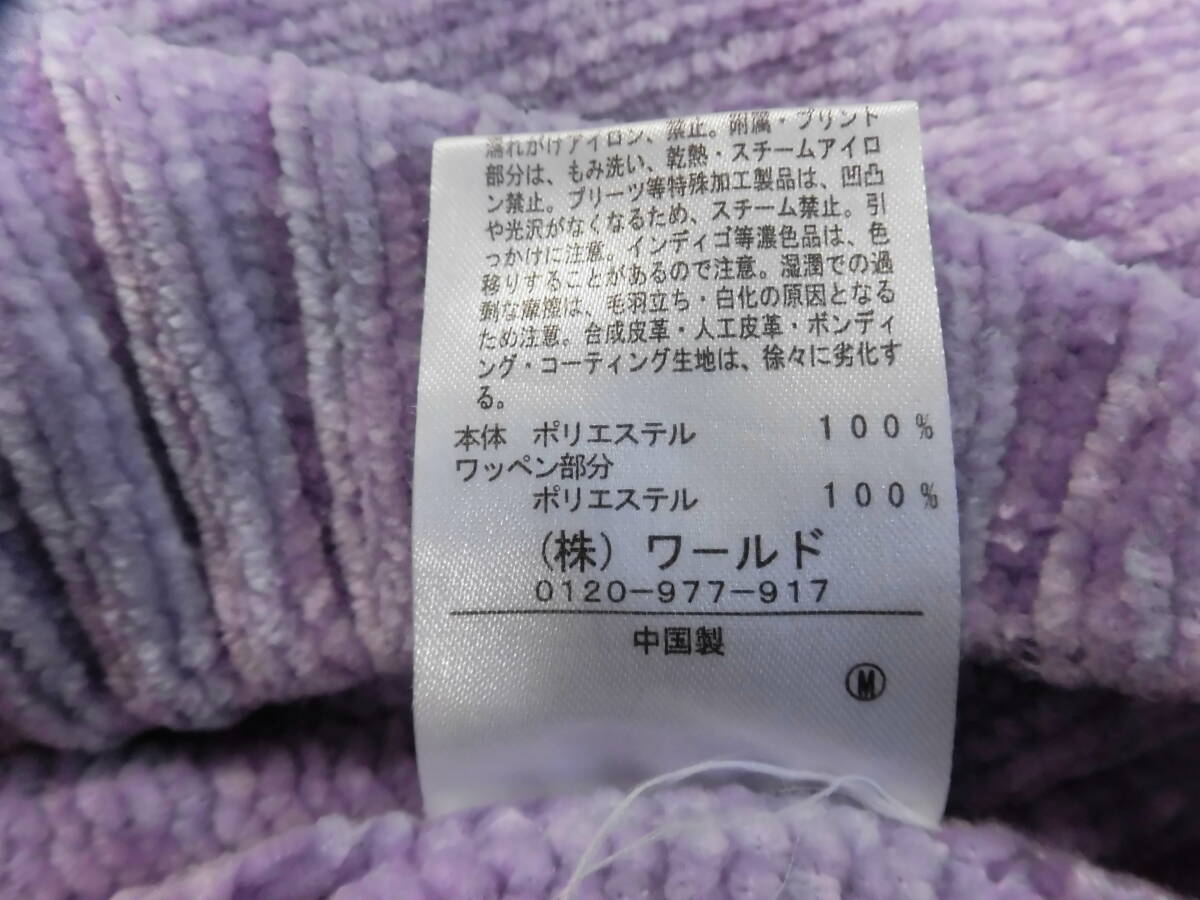 濡れがけアイロン、禁止。附属・プリント
部分は、もみ洗い、乾熱・スチームアイロ
ン禁止。プリーツ等特殊加工製品は、凹凸
や光沢がなくなるため、スチーム禁止。引
っかけに注意。インディゴ等濃色品は、色
移りすることがあるので注意。湿潤での過
剰な摩擦は、毛羽立ち・白化の原因となる
ため注意。合成皮革・人工皮革・ボンディ
ング・コーティング生地は、徐々に劣化す
る。
本体 ポリエステル 100%
ワッペン部分
ポリエステル 100%
(株)ワールド
0120-977-917
中国製
Ⓜ